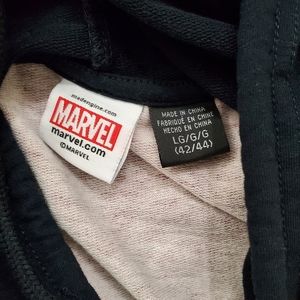 madengine.com
MARVEL
marvel.com
©MARVEL
MADE IN CHINA
FABRIQUÉ EN CHINE
HECHO EN CHINA
LG/G/G
(42/44)